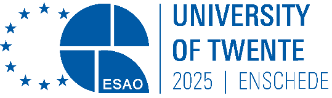 ESAO
UNIVERSITY
OF TWENTE
2025 | ENSCHEDE